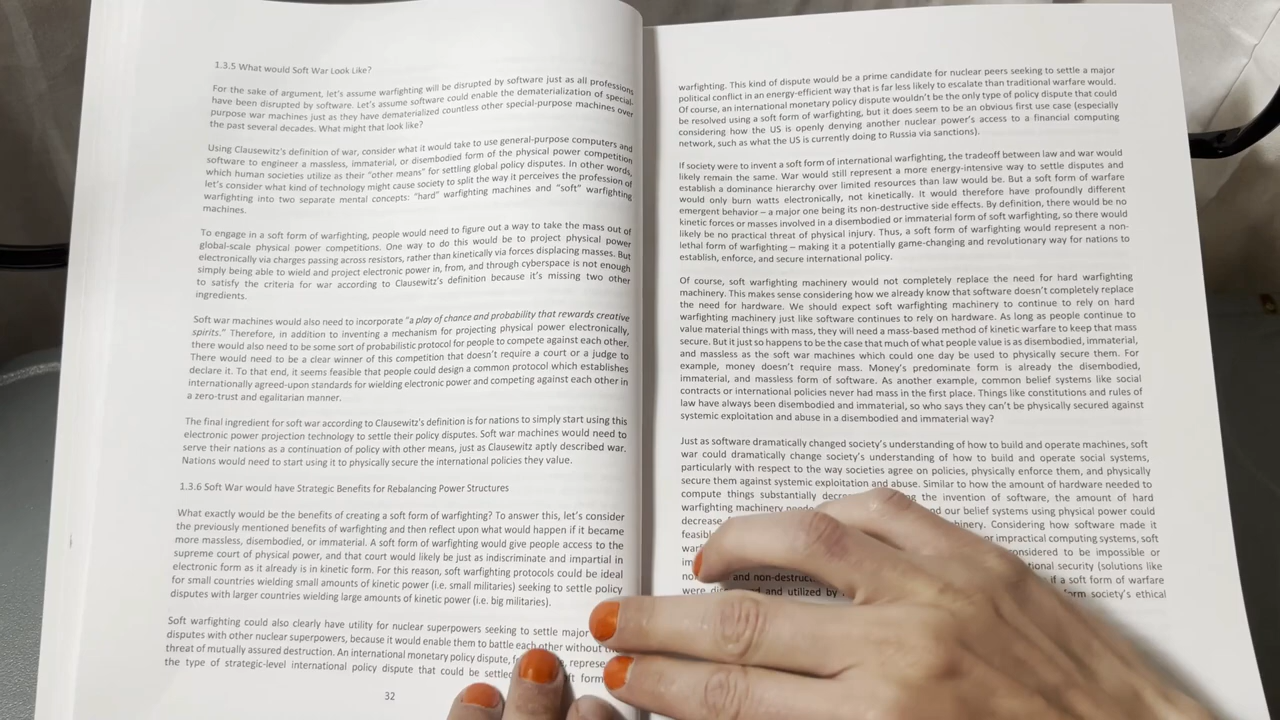 1.3.5 What would Soft War Look Like?
For the sake of argument, let's assume warfighting will be disrupted by software just as all professions
have been disrupted by software. Let's assume software could enable the dematerialization of special-
purpose war machines just as they have dematerialized countless other special-purpose machines over
the past several decades. What might that look like?
Using Clausewitz's definition of war, consider what it would take to use general-purpose computers and
software to engineer a massless, immaterial, or disembodied form of the physical power competition
which human societies utilize as their "other means" for settling global policy disputes. In other words,
let's consider what kind of technology might cause society to split the way it perceives the profession of
warfighting into two separate mental concepts: "hard" warfighting machines and "soft" warfighting
machines.
To engage in a soft form of warfighting, people would need to figure out a way to take the mass out of
global-scale physical power competitions. One way to do this would be to project physical power
electronically via charges passing across resistors, rather than kinetically via forces displacing masses. But
simply being able to wield and project electronic power in, from, and through cyberspace is not enough
to satisfy the criteria for war according to Clausewitz's definition because it's missing two other
ingredients.
Soft war machines would also need to incorporate "a play of chance and probability that rewards creative
spirits." Therefore, in addition to inventing a mechanism for projecting physical power electronically,
there would also need to be some sort of probabilistic protocol for people to compete against each other.
There would need to be a clear winner of this competition that doesn't require a court or a judge to
declare it. To that end, it seems feasible that people could design a common protocol which establishes
internationally agreed-upon standards for wielding electronic power and competing against each other in
a zero-trust and egalitarian manner.
The final ingredient for soft war according to Clausewitz's definition is for nations to simply start using this
electronic power projection technology to settle their policy disputes. Soft war machines would need to
serve their nations as a continuation of policy with other means, just as Clausewitz aptly described war.
Nations would need to start using it to physically secure the international policies they value.
1.3.6 Soft War would have Strategic Benefits for Rebalancing Power Structures
What exactly would be the benefits of creating a soft form of warfighting? To answer this, let's consider
the previously mentioned benefits of warfighting and then reflect upon what would happen if it became
more massless, disembodied, or immaterial. A soft form of warfighting would give people access to the
supreme court of physical power, and that court would likely be just as indiscriminate and impartial in
electronic form as it already is in kinetic form. For this reason, soft warfighting protocols could be ideal
for small countries wielding small amounts of kinetic power (i.e. small militaries) seeking to settle policy
disputes with larger countries wielding large amounts of kinetic power (i.e. big militaries).
Soft warfighting could also clearly have utility for nuclear superpowers seeking to settle major
disputes with other nuclear superpowers, because it would enable them to battle each other without
threat of mutually assured destruction. An international monetary policy dispute,
the type of strategic-level international policy dispute that could be settled form
32
warfighting. This kind of dispute would be a prime candidate for nuclear peers seeking to settle a major
political conflict in an energy-efficient way that is far less likely to escalate than traditional warfare would.
Of course, an international monetary policy dispute wouldn't be the only type of policy dispute that could
be resolved using a soft form of warfighting, but it does seem to be an obvious first use case (especially
considering how the US is openly denying another nuclear power's access to a financial computing
network, such as what the US is currently doing to Russia via sanctions).
If society were to invent a soft form of international warfighting, the tradeoff between law and war would
likely remain the same. War would still represent a more energy-intensive way to settle disputes and
establish a dominance hierarchy over limited resources than law would be. But a soft form of warfare
would only burn watts electronically, not kinetically. It would therefore have profoundly different
emergent behavior – a major one being its non-destructive side effects. By definition, there would be no
kinetic forces or masses involved in a disembodied or immaterial form of soft warfighting, so there would
likely be no practical threat of physical injury. Thus, a soft form of warfighting would represent a non-
lethal form of warfighting – making it a potentially game-changing and revolutionary way for nations to
establish, enforce, and secure international policy.
Of course, soft warfighting machinery would not completely replace the need for hard warfighting
machinery. This makes sense considering how we already know that software doesn't completely replace
the need for hardware. We should expect soft warfighting machinery to continue to rely on hard
warfighting machinery just like software continues to rely on hardware. As long as people continue to
value material things with mass, they will need a mass-based method of kinetic warfare to keep that mass
secure. But it just so happens to be the case that much of what people value is as disembodied, immaterial,
and massless as the soft war machines which could one day be used to physically secure them. For
example, money doesn't require mass. Money's predominate form is already the disembodied,
immaterial, and massless form of software. As another example, common belief systems like social
contracts or international policies never had mass in the first place. Things like constitutions and rules of
law have always been disembodied and immaterial, so who says they can't be physically secured against
systemic exploitation and abuse in a disembodied and immaterial way?
Just as software dramatically changed society's understanding of how to build and operate machines, soft
war could dramatically change society's understanding of how to build and operate social systems,
particularly with respect to the way societies agree on policies, physically enforce them, and physically
secure them against systemic exploitation and abuse. Similar to how the amount of hardware needed to
compute things substantially the invention of software, the amount of hard
warfighting machinery our belief systems using physical power could
decrease Considering how software made it
or impractical computing systems, soft
considered to be impossible or
security (solutions like
and if a soft form of warfare
were and utilized by society's ethical